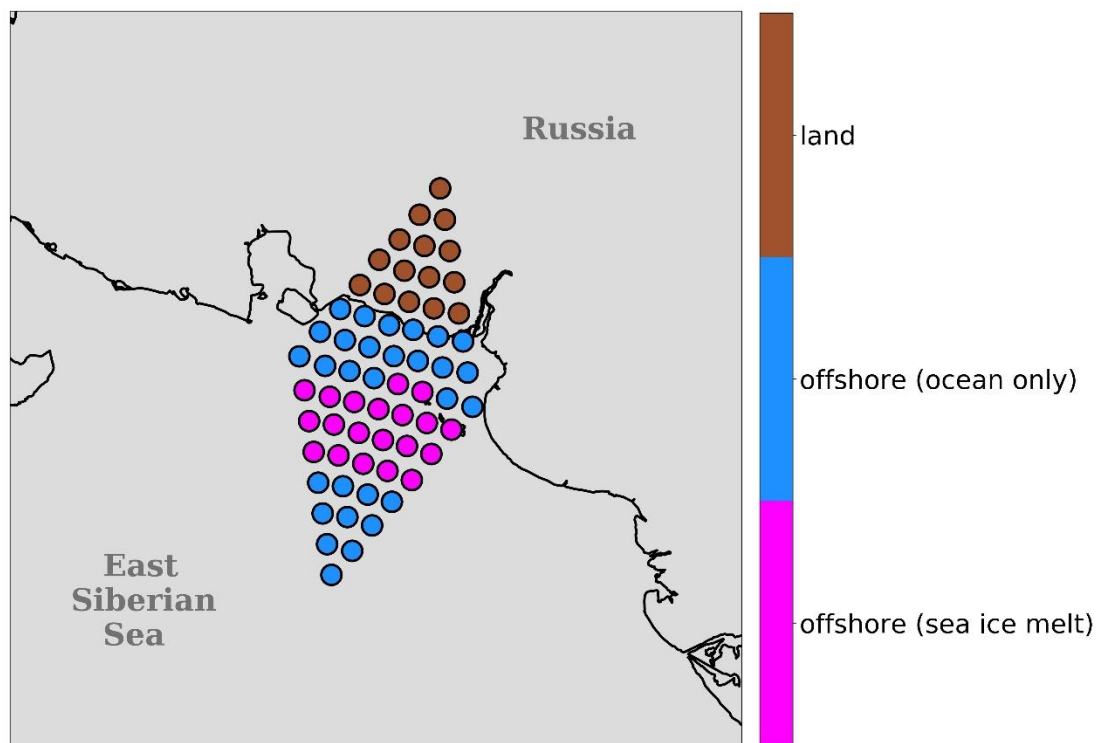 Russia
land
offshore (ocean only)
East
Siberian
Sea
offshore (sea ice melt)